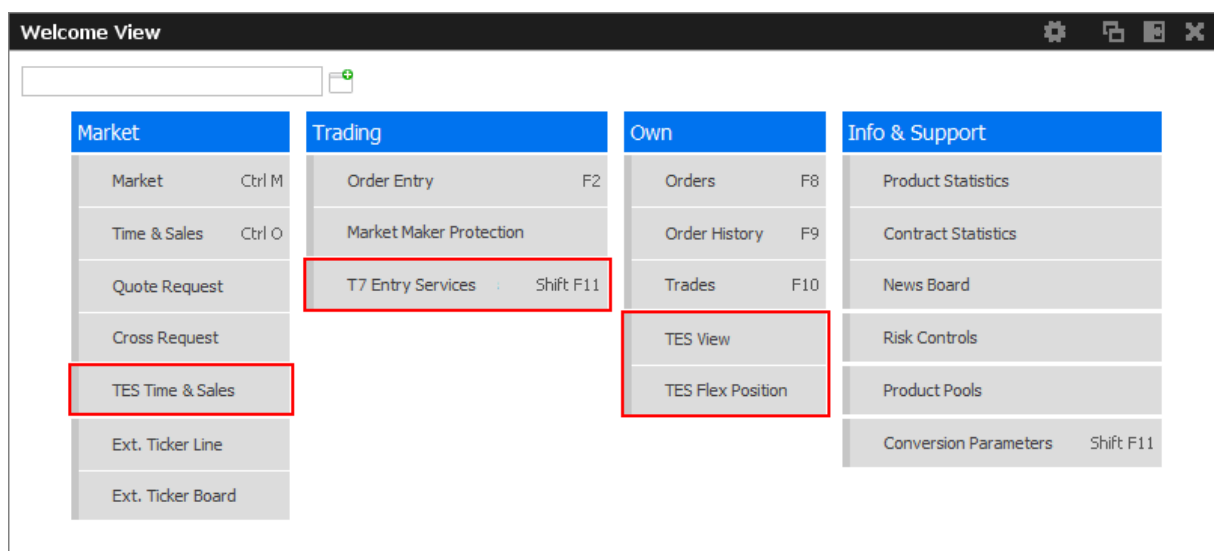 Welcome View
Market
Market Ctrl M
Time & Sales Ctrl O
Quote Request
Cross Request
TES Time & Sales
Ext. Ticker Line
Ext. Ticker Board
Trading
Order Entry F2
Market Maker Protection
T7 Entry Services Shift F11
Own
Orders F8
Order History F9
Trades F10
TES View
TES Flex Position
Info & Support
Product Statistics
Contract Statistics
News Board
Risk Controls
Product Pools
Conversion Parameters Shift F11